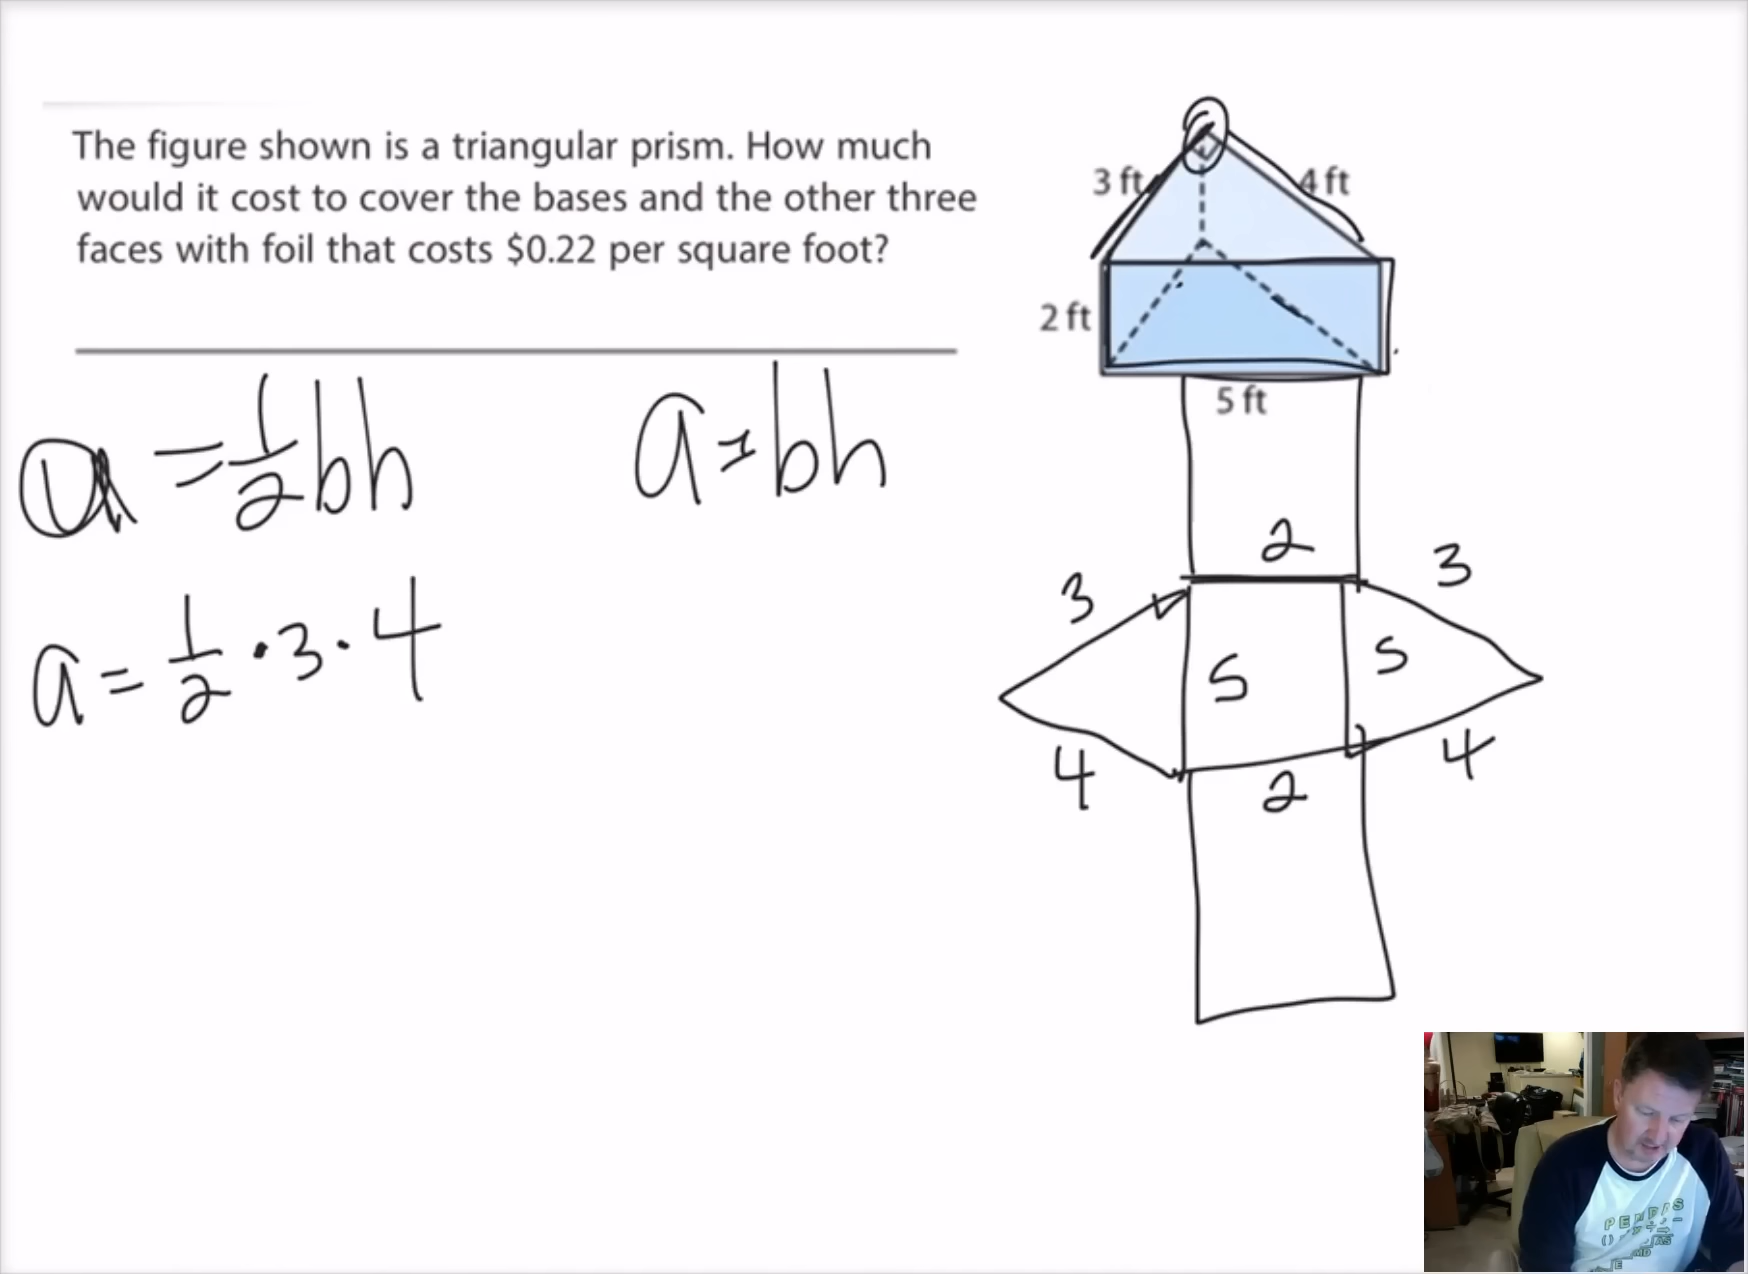 The figure shown is a triangular prism. How much
would it cost to cover the bases and the other three
faces with foil that costs $0.22 per square foot?
3 ft
4 ft
2 ft
5 ft
a = 1/2 bh
a = bh
a = 1/2 · 3 · 4
2
3
3
5
5
4
4
2
PEMDAS